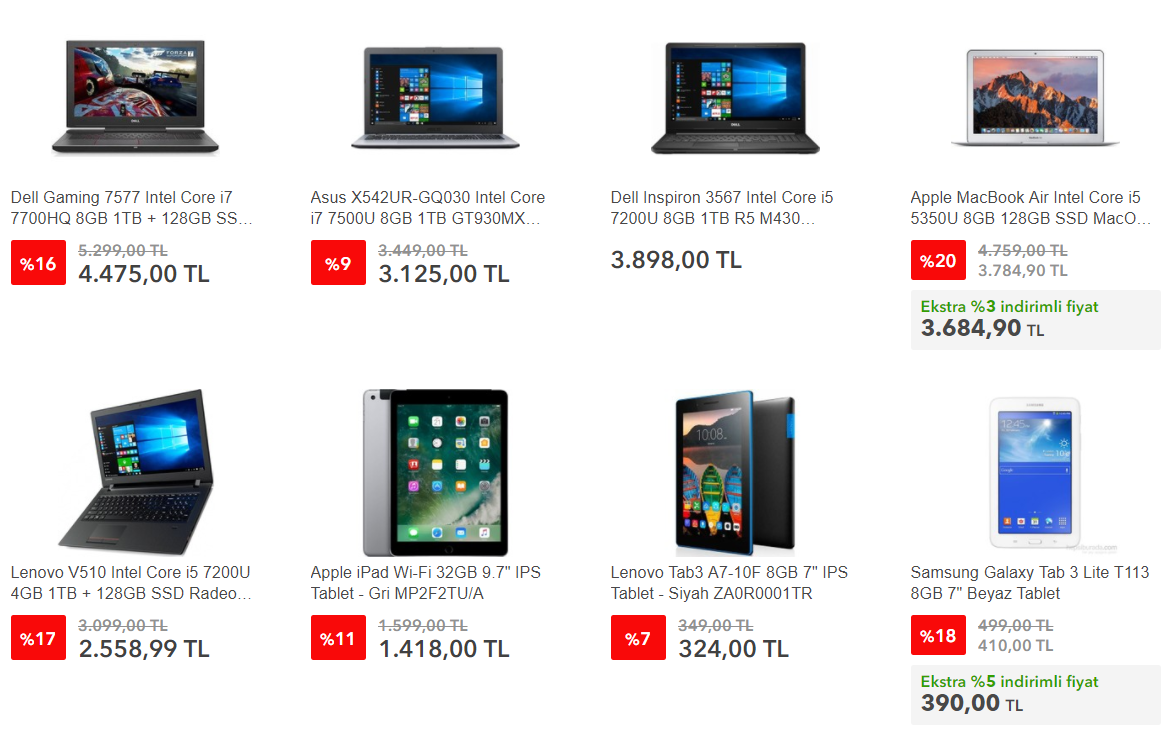 Dell Gaming 7577 Intel Core i7
7700HQ 8GB 1TB + 128GB SS...
%16
5.299,00 TL
4.475,00 TL
Asus X542UR-GQ030 Intel Core
i7 7500U 8GB 1TB GT930MX...
%9
3.449,00 TL
3.125,00 TL
Dell Inspiron 3567 Intel Core i5
7200U 8GB 1TB R5 M430...
3.898,00 TL
Apple MacBook Air Intel Core i5
5350U 8GB 128GB SSD MacO...
%20
4.759,00 TL
3.784,90 TL
Ekstra %3 indirimli fiyat
3.684,90 TL
Lenovo V510 Intel Core i5 7200U
4GB 1TB + 128GB SSD Radeo...
%17
3.099,00 TL
2.558,99 TL
Apple iPad Wi-Fi 32GB 9.7" IPS
Tablet - Gri MP2F2TU/A
%11
1.599,00 TL
1.418,00 TL
10:08
Lenovo Tab3 A7-10F 8GB 7" IPS
Tablet - Siyah ZA0R0001TR
%7
349,00 TL
324,00 TL
SAMSUNG
12:45
Google
Samsung Galaxy Tab 3 Lite T113
8GB 7" Beyaz Tablet
%18
499,00 TL
410,00 TL
Ekstra %5 indirimli fiyat
390,00 TL